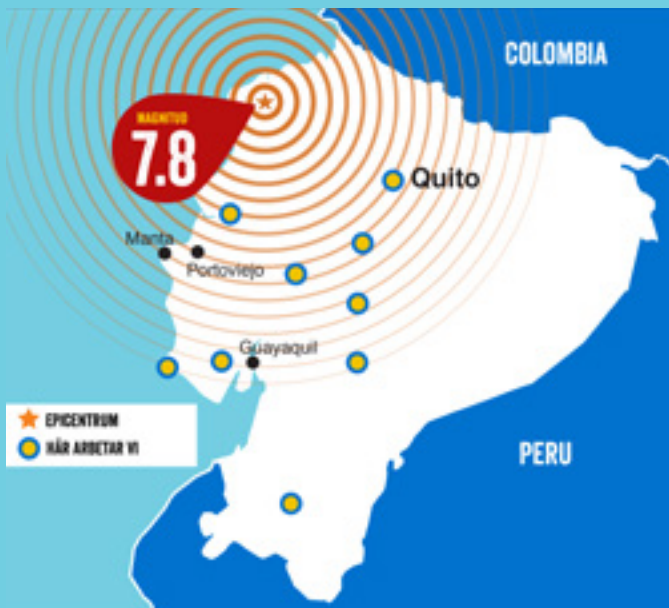 COLOMBIA
MAGNITUD
7.8
Quito
Manta
Portoviejo
Guayaquil
EPICENTRUM
HÄR ARBETAR VI
PERU